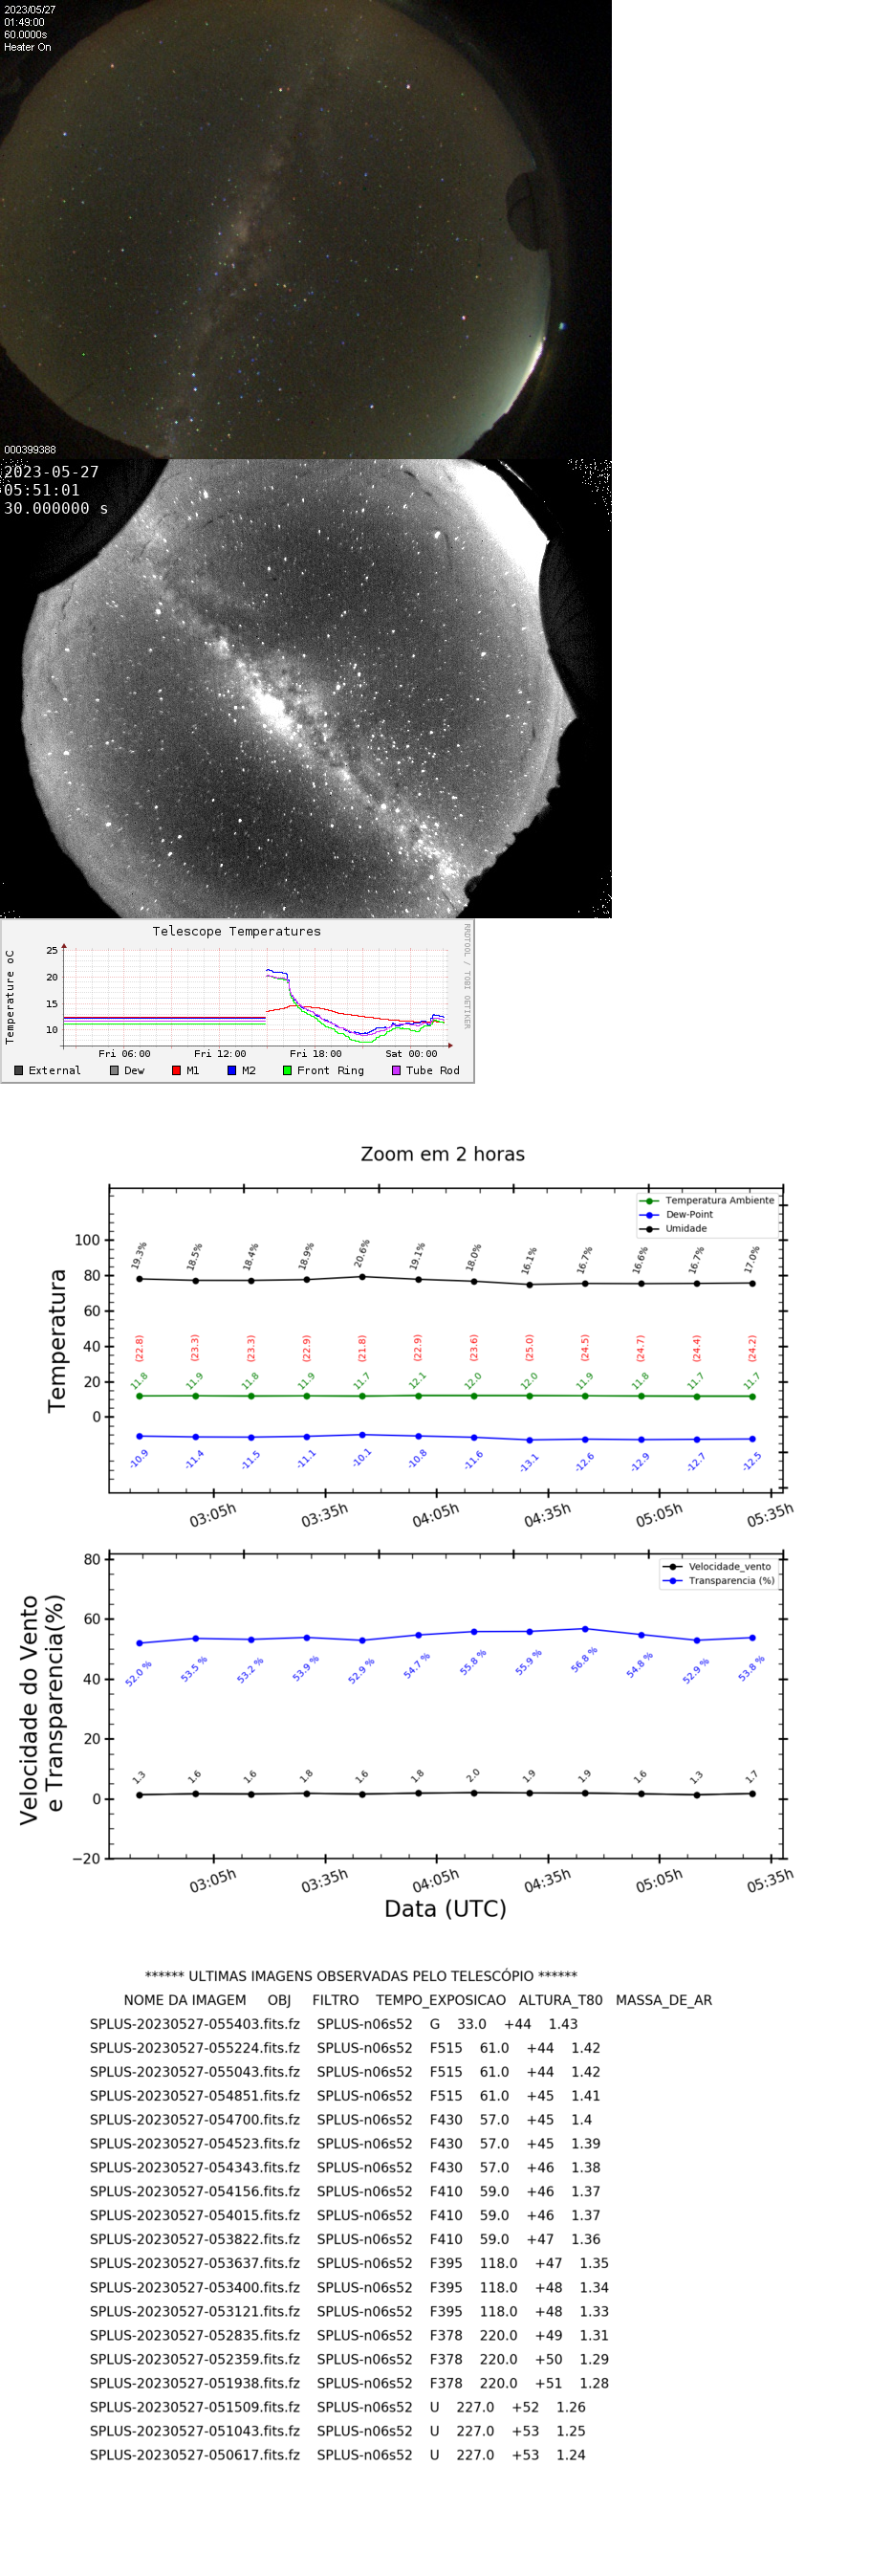 2023/05/27
01:49:00
60.0000s
Heater On
000399388
2023-05-27
05:51:01
30.000000 s
Telescope Temperatures
RRDTOOL / TOBI OETIKER
Temperature oC
25
20
15
10
Fri 06:00 Fri 12:00 Fri 18:00 Sat 00:00
External Dew M1 M2 Front Ring Tube Rod
Zoom em 2 horas
Temperatura Ambiente
Dew-Point
Umidade
Temperatura
100
80
60
40
20
0
19.3% 18.5% 18.4% 18.9% 20.6% 19.1% 18.0% 16.1% 16.7% 16.6% 16.7% 17.0%
(22.8) (23.3) (23.3) (22.9) (21.8) (22.9) (23.6) (25.0) (24.5) (24.7) (24.4) (24.2)
11.8 11.9 11.8 11.9 11.7 12.1 12.0 12.0 11.9 11.8 11.7 11.7
-10.9 -11.4 -11.5 -11.1 -10.1 -10.8 -11.6 -13.1 -12.6 -12.9 -12.7 -12.5
03:05h 03:35h 04:05h 04:35h 05:05h 05:35h
Velocidade_vento
Transparencia (%)
Velocidade do Vento
e Transparencia(%)
80
60
40
20
0
−20
52.0 % 53.5 % 53.2 % 53.9 % 52.9 % 54.7 % 55.8 % 55.9 % 56.8 % 54.8 % 52.9 % 53.8 %
1.3 1.6 1.6 1.8 1.6 1.8 2.0 1.9 1.9 1.6 1.3 1.7
03:05h 03:35h 04:05h 04:35h 05:05h 05:35h
Data (UTC)
****** ULTIMAS IMAGENS OBSERVADAS PELO TELESCÓPIO ******
NOME DA IMAGEM OBJ FILTRO TEMPO_EXPOSICAO ALTURA_T80 MASSA_DE_AR
SPLUS-20230527-055403.fits.fz SPLUS-n06s52 G 33.0 +44 1.43
SPLUS-20230527-055224.fits.fz SPLUS-n06s52 F515 61.0 +44 1.42
SPLUS-20230527-055043.fits.fz SPLUS-n06s52 F515 61.0 +44 1.42
SPLUS-20230527-054851.fits.fz SPLUS-n06s52 F515 61.0 +45 1.41
SPLUS-20230527-054700.fits.fz SPLUS-n06s52 F430 57.0 +45 1.4
SPLUS-20230527-054523.fits.fz SPLUS-n06s52 F430 57.0 +45 1.39
SPLUS-20230527-054343.fits.fz SPLUS-n06s52 F430 57.0 +46 1.38
SPLUS-20230527-054156.fits.fz SPLUS-n06s52 F410 59.0 +46 1.37
SPLUS-20230527-054015.fits.fz SPLUS-n06s52 F410 59.0 +46 1.37
SPLUS-20230527-053822.fits.fz SPLUS-n06s52 F410 59.0 +47 1.36
SPLUS-20230527-053637.fits.fz SPLUS-n06s52 F395 118.0 +47 1.35
SPLUS-20230527-053400.fits.fz SPLUS-n06s52 F395 118.0 +48 1.34
SPLUS-20230527-053121.fits.fz SPLUS-n06s52 F395 118.0 +48 1.33
SPLUS-20230527-052835.fits.fz SPLUS-n06s52 F378 220.0 +49 1.31
SPLUS-20230527-052359.fits.fz SPLUS-n06s52 F378 220.0 +50 1.29
SPLUS-20230527-051938.fits.fz SPLUS-n06s52 F378 220.0 +51 1.28
SPLUS-20230527-051509.fits.fz SPLUS-n06s52 U 227.0 +52 1.26
SPLUS-20230527-051043.fits.fz SPLUS-n06s52 U 227.0 +53 1.25
SPLUS-20230527-050617.fits.fz SPLUS-n06s52 U 227.0 +53 1.24